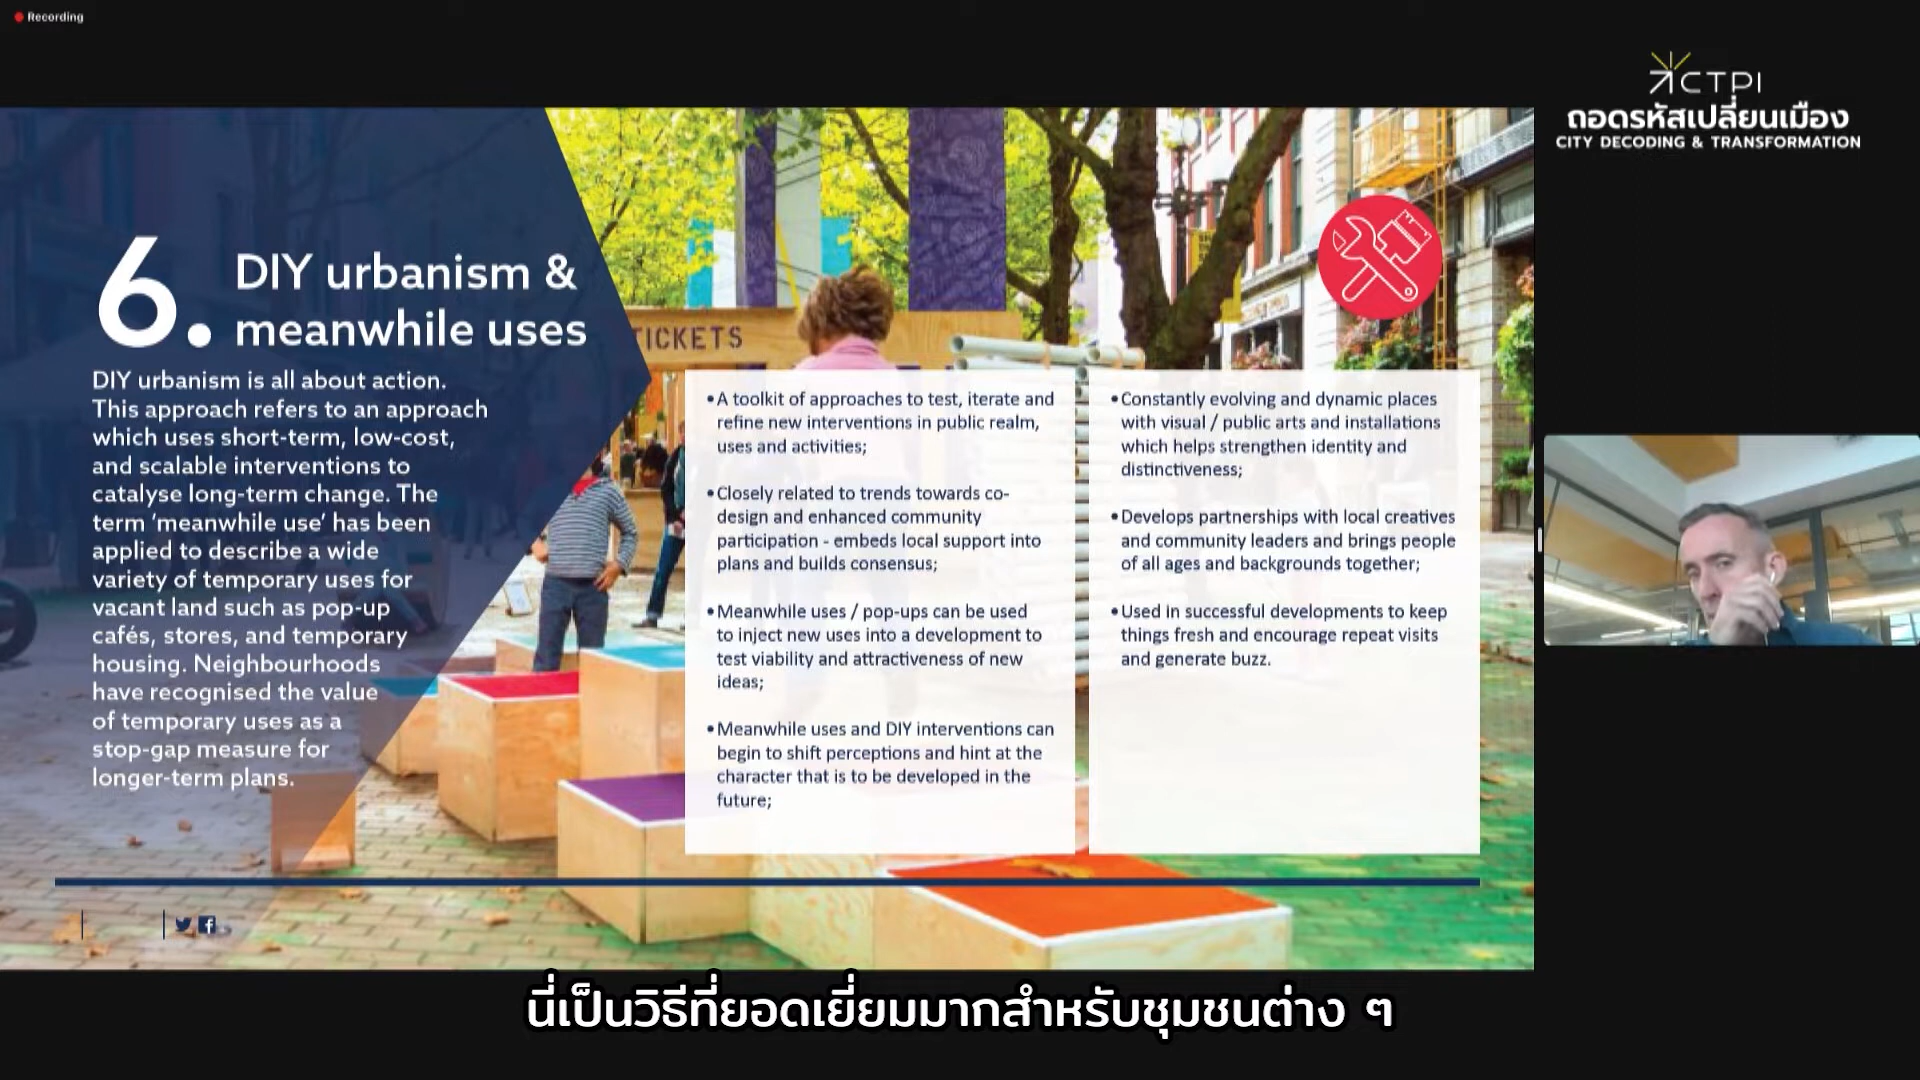 Recording
ACTPI
ถอดรหัสเปลี่ยนเมือง
CITY DECODING & TRANSFORMATION
6. DIY urbanism &
meanwhile uses
DIY urbanism is all about action.
This approach refers to an approach
which uses short-term, low-cost,
and scalable interventions to
catalyse long-term change. The
term ‘meanwhile use’ has been
applied to describe a wide
variety of temporary uses for
vacant land such as pop-up
cafés, stores, and temporary
housing. Neighbourhoods
have recognised the value
of temporary uses as a
stop-gap measure for
longer-term plans.
TICKETS
•A toolkit of approaches to test, iterate and
refine new interventions in public realm,
uses and activities;
•Closely related to trends towards co-
design and enhanced community
participation - embeds local support into
plans and builds consensus;
•Meanwhile uses / pop-ups can be used
to inject new uses into a development to
test viability and attractiveness of new
ideas;
•Meanwhile uses and DIY interventions can
begin to shift perceptions and hint at the
character that is to be developed in the
future;
•Constantly evolving and dynamic places
with visual / public arts and installations
which helps strengthen identity and
distinctiveness;
•Develops partnerships with local creatives
and community leaders and brings people
of all ages and backgrounds together;
•Used in successful developments to keep
things fresh and encourage repeat visits
and generate buzz.
นี่เป็นวิธีที่ยอดเยี่ยมมากสำหรับชุมชนต่าง ๆ